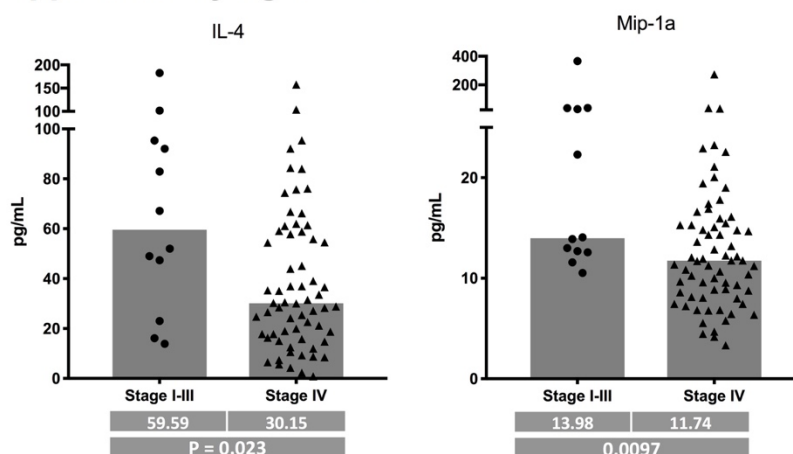 IL-4
200
150
100
100
80
60
40
20
0
pg/mL
Stage I-III Stage IV
59.59 30.15
P = 0.023
Mip-1a
400
200
20
10
0
pg/mL
Stage I-III Stage IV
13.98 11.74
0.0097